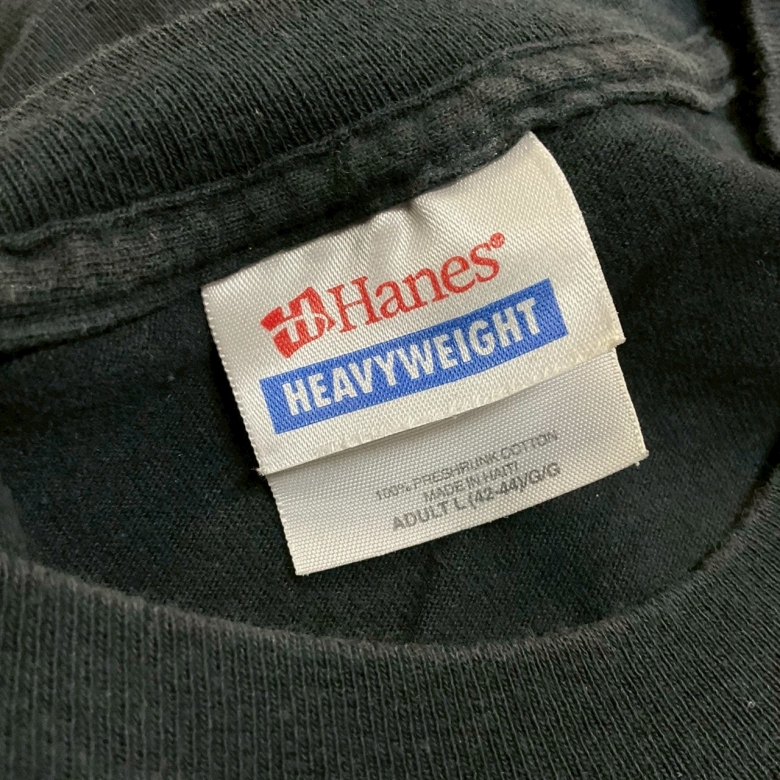 Hanes®
HEAVYWEIGHT
100% PRESHRUNK COTTON
MADE IN HAITI
ADULT L (42-44)/G/G